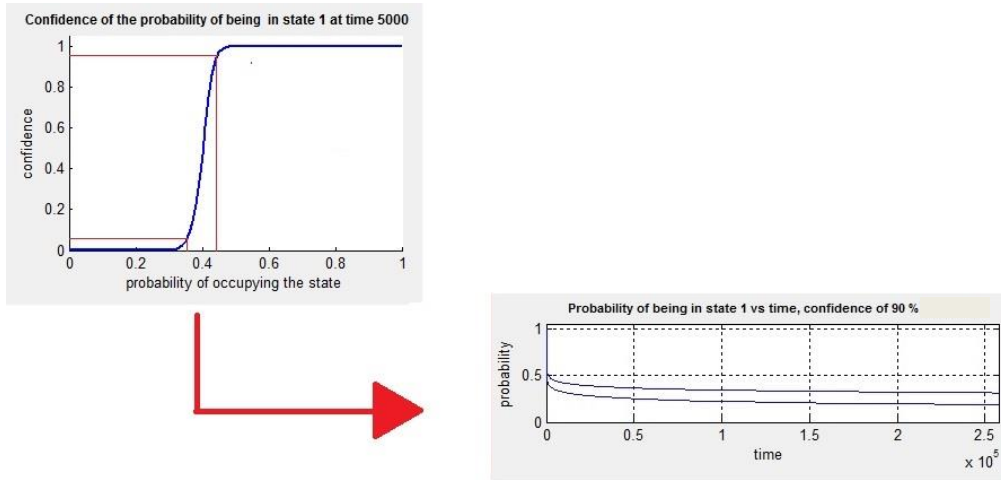 Confidence of the probability of being in state 1 at time 5000
1
0.8
0.6
0.4
0.2
0
confidence
0 0.2 0.4 0.6 0.8 1
probability of occupying the state
Probability of being in state 1 vs time, confidence of 90 %
1
0.5
0
probability
0 0.5 1 1.5 2 2.5
time
x 10^5